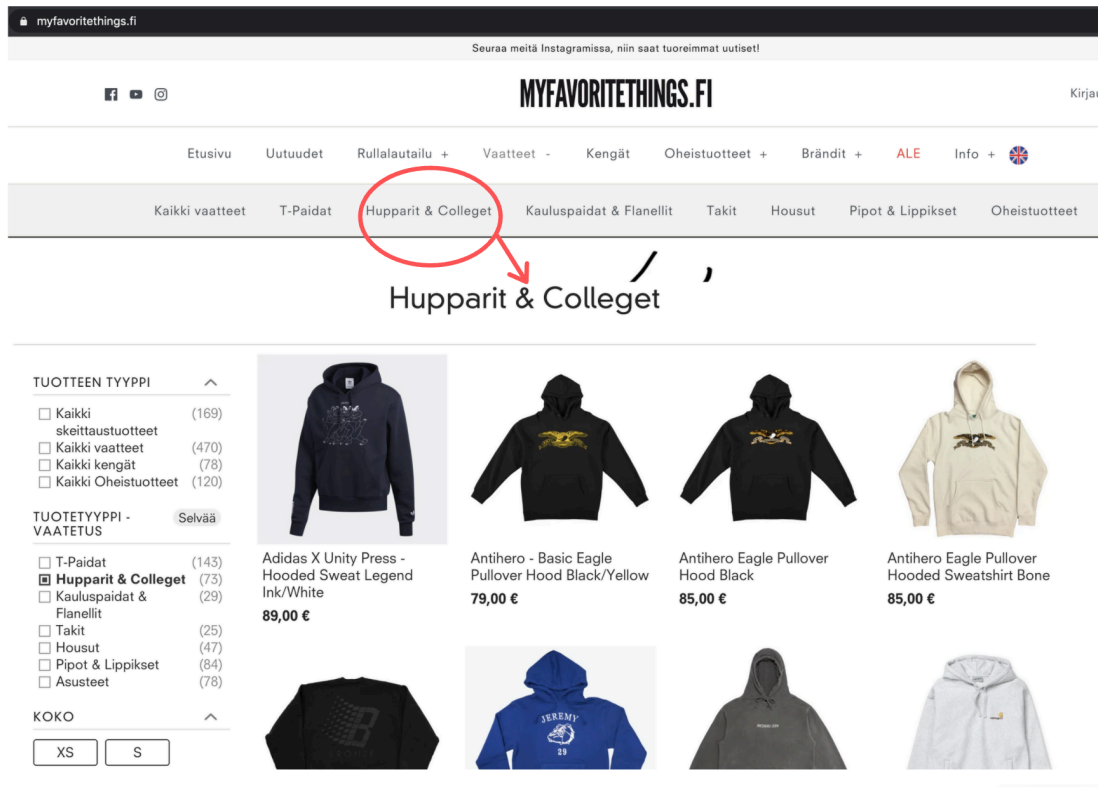 myfavoritethings.fi
Seuraa meitä Instagramissa, niin saat tuoreimmat uutiset!
MYFAVORITETHINGS.FI
Kirjau
Etusivu Uutuudet Rullalautailu + Vaatteet - Kengät Oheistuotteet + Brändit + ALE Info +
Kaikki vaatteet T-Paidat Hupparit & Colleget Kauluspaidat & Flanellit Takit Housut Pipot & Lippikset Oheistuotteet
Hupparit & Colleget
TUOTTEEN TYYPPI
Kaikki (169)
skeittaustuotteet
Kaikki vaatteet (470)
Kaikki kengät (78)
Kaikki Oheistuotteet (120)
TUOTETYYPPI - Selvää
VAATETUS
T-Paidat (143)
Hupparit & Colleget (73)
Kauluspaidat & (29)
Flanellit
Takit (25)
Housut (47)
Pipot & Lippikset (84)
Asusteet (78)
KOKO
XS S
Adidas X Unity Press -
Hooded Sweat Legend
Ink/White
89,00 €
Antihero - Basic Eagle
Pullover Hood Black/Yellow
79,00 €
Antihero Eagle Pullover
Hood Black
85,00 €
Antihero Eagle Pullover
Hooded Sweatshirt Bone
85,00 €
B
BRONZE
JEREMY
29